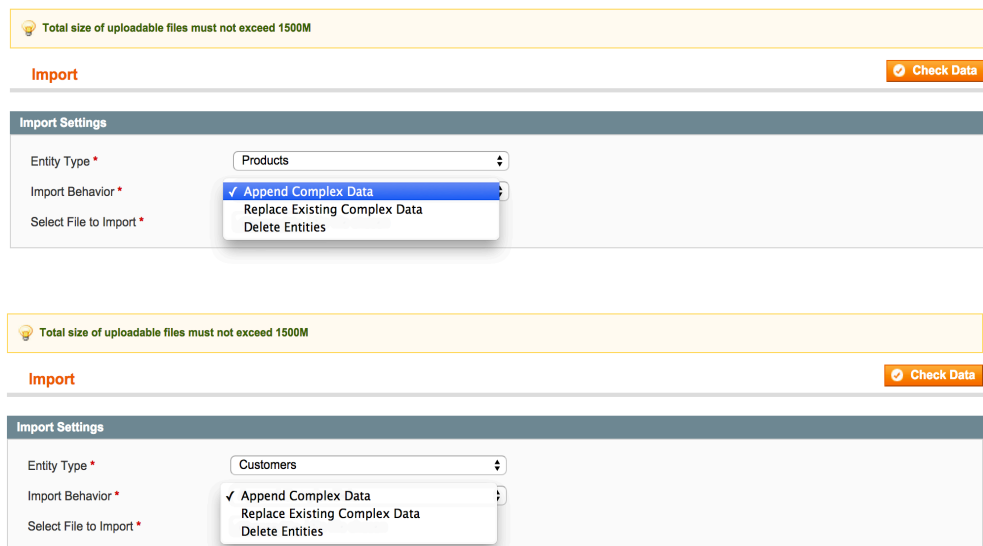 Total size of uploadable files must not exceed 1500M
Import
Check Data
Import Settings
Entity Type *
Products
Import Behavior *
Append Complex Data
Replace Existing Complex Data
Select File to Import *
Delete Entities
Total size of uploadable files must not exceed 1500M
Import
Check Data
Import Settings
Entity Type *
Customers
Import Behavior *
Append Complex Data
Replace Existing Complex Data
Select File to Import *
Delete Entities